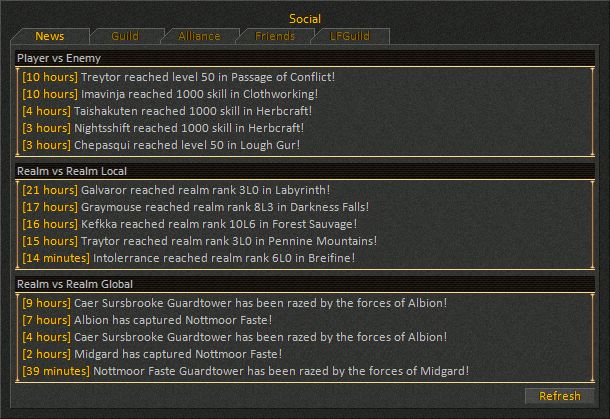 Social
News Guild Alliance Friends LFGuild
Player vs Enemy
[10 hours] Treytor reached level 50 in Passage of Conflict!
[10 hours] Imavinja reached 1000 skill in Clothworking!
[4 hours] Taishakuten reached 1000 skill in Herbcraft!
[3 hours] Nightsshift reached 1000 skill in Herbcraft!
[3 hours] Chepasqui reached level 50 in Lough Gur!
Realm vs Realm Local
[21 hours] Galvaror reached realm rank 3L0 in Labyrinth!
[17 hours] Graymouse reached realm rank 8L3 in Darkness Falls!
[16 hours] Kefkka reached realm rank 10L6 in Forest Sauvage!
[15 hours] Traytor reached realm rank 3L0 in Pennine Mountains!
[14 minutes] Intolerrance reached realm rank 6L0 in Breifine!
Realm vs Realm Global
[9 hours] Caer Sursbrooke Guardtower has been razed by the forces of Albion!
[7 hours] Albion has captured Nottmoor Faste!
[4 hours] Caer Sursbrooke Guardtower has been razed by the forces of Albion!
[2 hours] Midgard has captured Nottmoor Faste!
[39 minutes] Nottmoor Faste Guardtower has been razed by the forces of Midgard!
Refresh